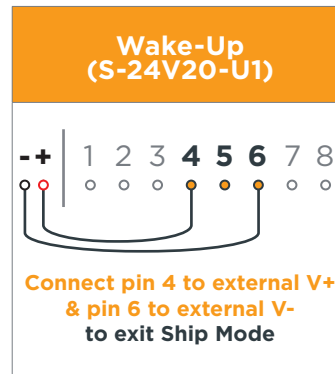 Wake-Up
(S-24V20-U1)
- + 1 2 3 4 5 6 7 8
Connect pin 4 to external V+
& pin 6 to external V-
to exit Ship Mode